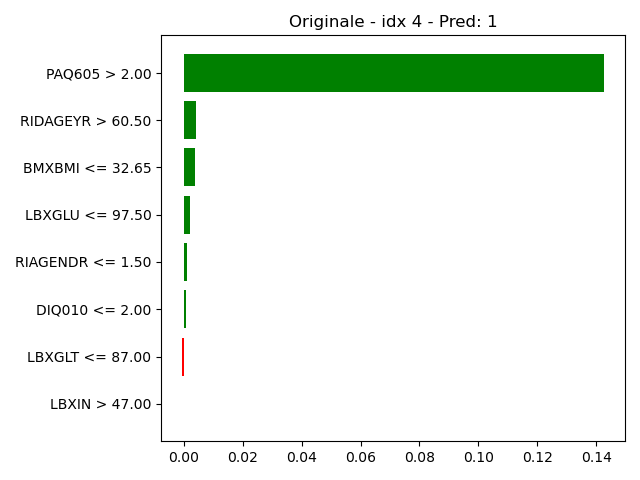 Originale - idx 4 - Pred: 1
PAQ605 > 2.00
RIDAGEYR > 60.50
BMXBMI <= 32.65
LBXGLU <= 97.50
RIAGENDR <= 1.50
DIQ010 <= 2.00
LBXGLT <= 87.00
LBXIN > 47.00
0.00 0.02 0.04 0.06 0.08 0.10 0.12 0.14